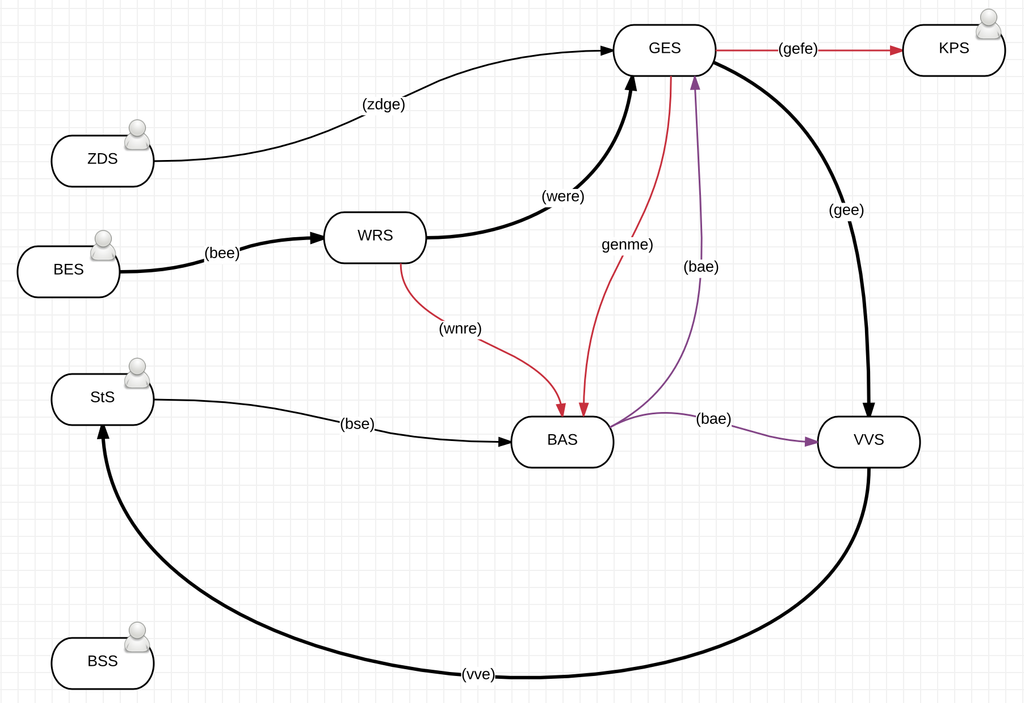 GES
(gefe)
KPS
(zdge)
ZDS
(were)
(gee)
WRS
genme)
(bee)
BES
(bae)
(wnre)
StS
(bse)
(bae)
BAS
VVS
BSS
(vve)